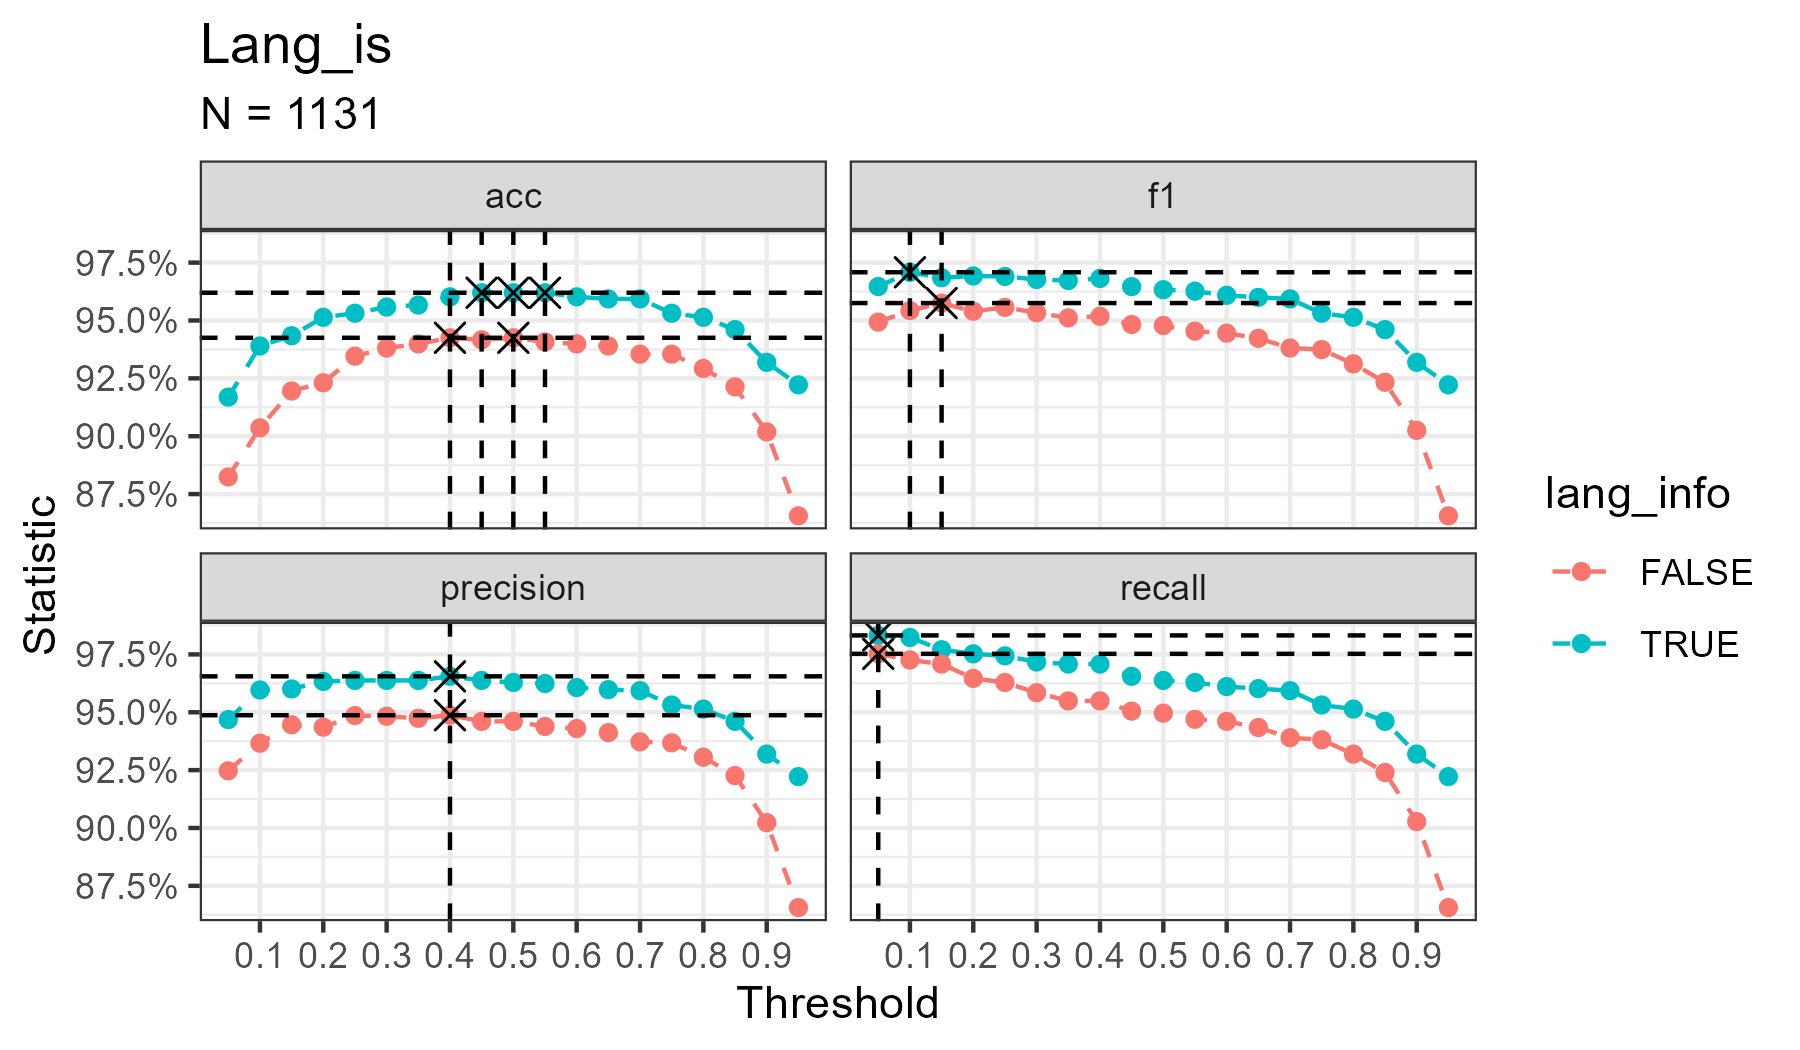 Lang_is
N = 1131
acc
f1
97.5%
95.0%
92.5%
90.0%
87.5%
precision
recall
97.5%
95.0%
92.5%
90.0%
87.5%
0.1 0.2 0.3 0.4 0.5 0.6 0.7 0.8 0.9
0.1 0.2 0.3 0.4 0.5 0.6 0.7 0.8 0.9
Threshold
Statistic
lang_info
FALSE
TRUE